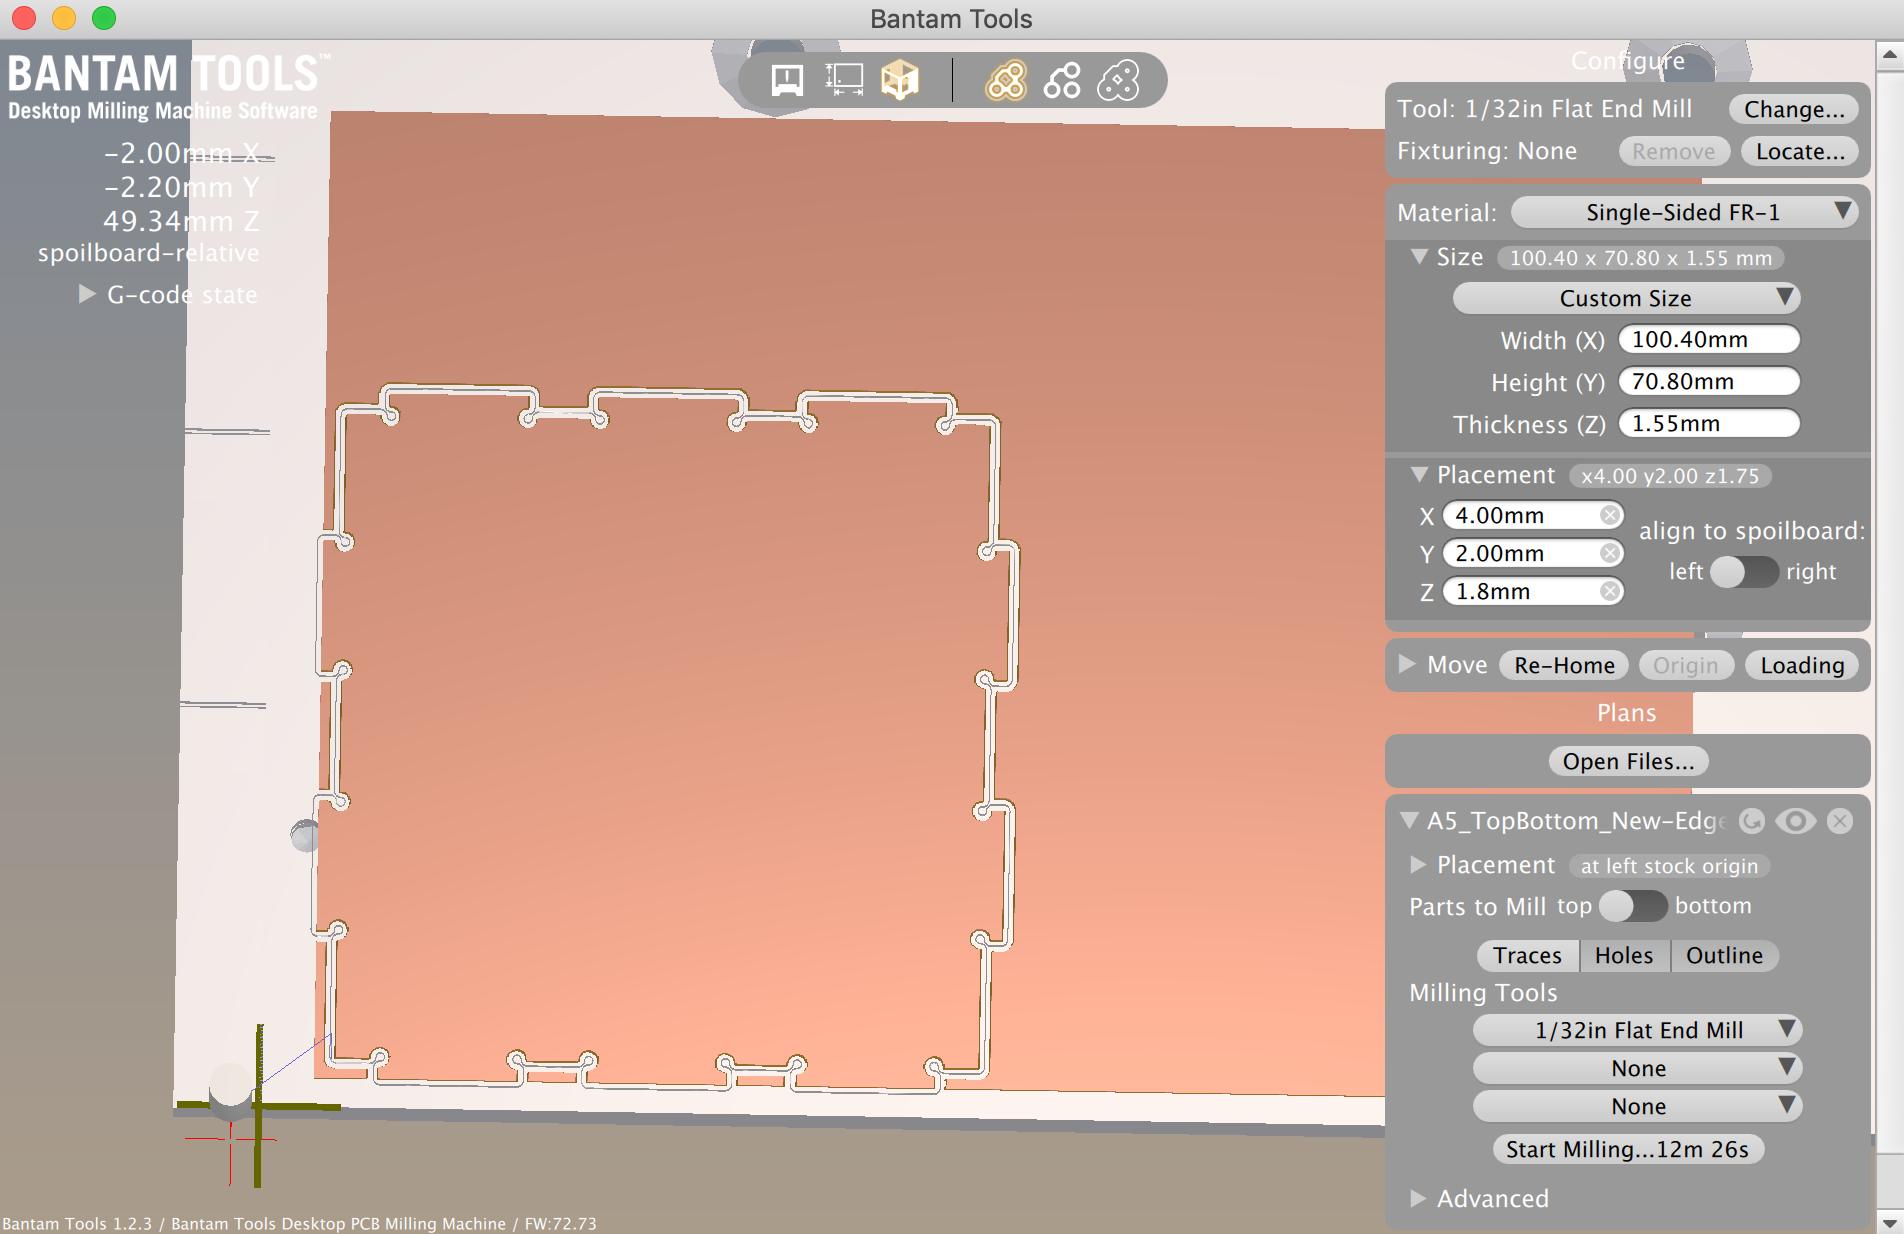 Bantam Tools
BANTAM TOOLS™
Desktop Milling Machine Software
-2.00mm X
-2.20mm Y
49.34mm Z
spoilboard-relative
G-code state
Configure
Tool: 1/32in Flat End Mill Change...
Fixturing: None Remove Locate...
Material: Single-Sided FR-1
Size 100.40 x 70.80 x 1.55 mm
Custom Size
Width (X) 100.40mm
Height (Y) 70.80mm
Thickness (Z) 1.55mm
Placement x4.00 y2.00 z1.75
X 4.00mm
Y 2.00mm
Z 1.8mm
align to spoilboard:
left right
Move Re-Home Origin Loading
Plans
Open Files...
A5_TopBottom_New-Edge
Placement at left stock origin
Parts to Mill top bottom
Traces Holes Outline
Milling Tools
1/32in Flat End Mill
None
None
Start Milling...12m 26s
Advanced
Bantam Tools 1.2.3 / Bantam Tools Desktop PCB Milling Machine / FW:72.73